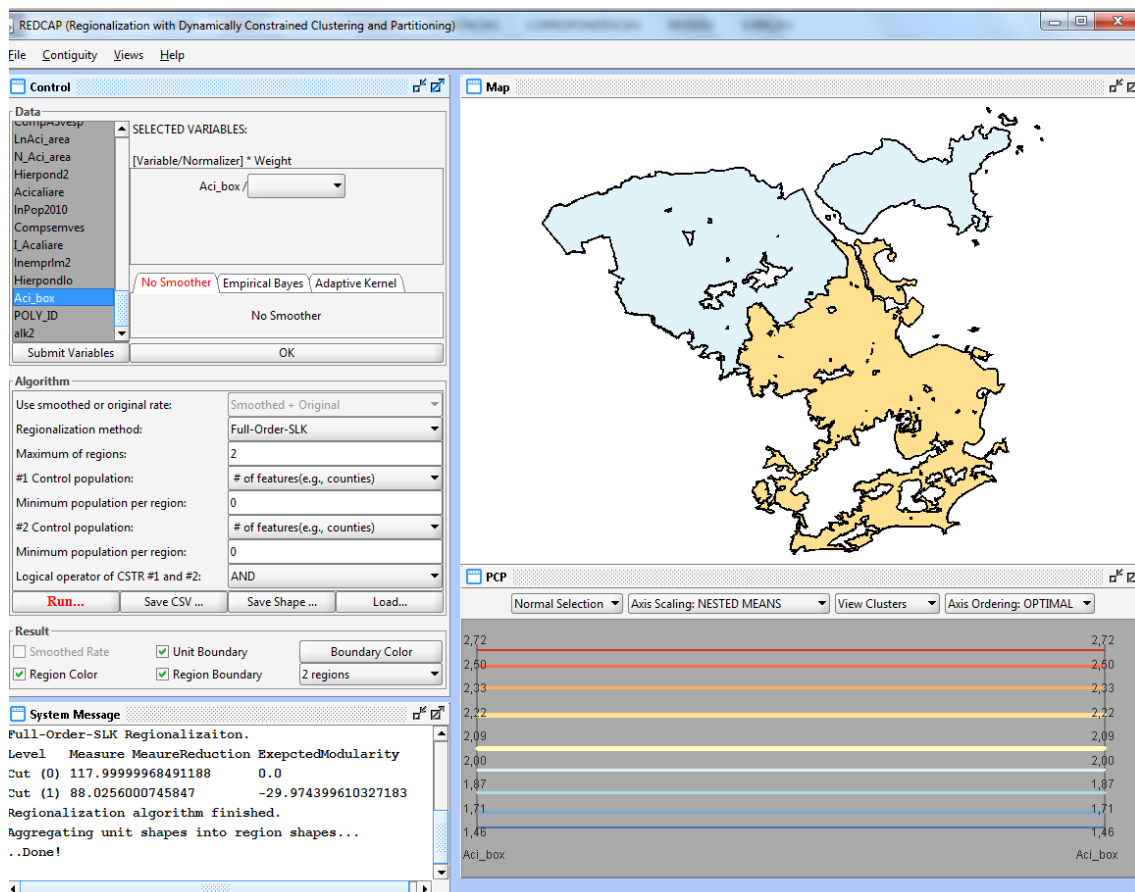 REDCAP (Regionalization with Dynamically Constrained Clustering and Partitioning)
File Contiguity Views Help
Control
Data
CompASvesp
LnAci_area
N_Aci_area
Hierpond2
Acicaliare
InPop2010
Compsemves
I_Acaliare
Inemprlm2
Hierpondlo
Aci_box
POLY_ID
alk2
SELECTED VARIABLES:
[Variable/Normalizer] * Weight
Aci_box /
No Smoother Empirical Bayes Adaptive Kernel
No Smoother
Submit Variables OK
Algorithm
Use smoothed or original rate: Smoothed + Original
Regionalization method: Full-Order-SLK
Maximum of regions: 2
#1 Control population: # of features(e.g., counties)
Minimum population per region: 0
#2 Control population: # of features(e.g., counties)
Minimum population per region: 0
Logical operator of CSTR #1 and #2: AND
Run... Save CSV ... Save Shape ... Load...
Result
Smoothed Rate Unit Boundary Boundary Color
Region Color Region Boundary 2 regions
System Message
Full-Order-SLK Regionalizaiton.
Level Measure MeaureReduction ExepctedModularity
Cut (0) 117.99999968491188 0.0
Cut (1) 88.0256000745847 -29.974399610327183
Regionalization algorithm finished.
Aggregating unit shapes into region shapes...
..Done!
Map
PCP
Normal Selection Axis Scaling: NESTED MEANS View Clusters Axis Ordering: OPTIMAL
2,72 2,72
2,50 2,50
2,33 2,33
2,22 2,22
2,09 2,09
2,00 2,00
1,87 1,87
1,71 1,71
1,46 1,46
Aci_box Aci_box